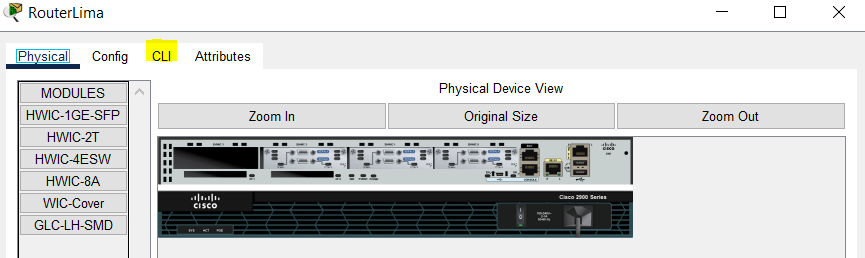 RouterLima
Physical Config CLI Attributes
MODULES
HWIC-1GE-SFP
HWIC-2T
HWIC-4ESW
HWIC-8A
WIC-Cover
GLC-LH-SMD
Physical Device View
Zoom In Original Size Zoom Out
CISCO
Cisco 2900 Series